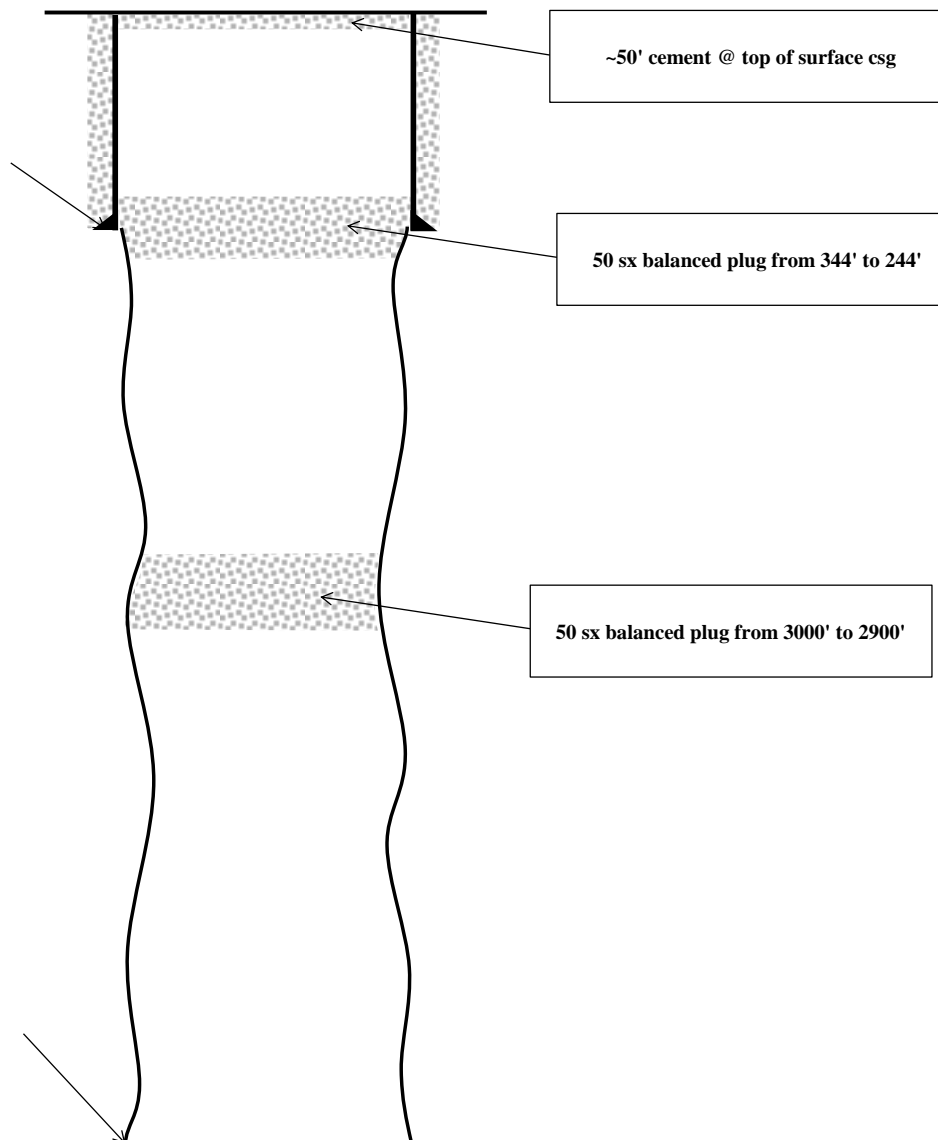 ~50' cement @ top of surface csg
50 sx balanced plug from 344' to 244'
50 sx balanced plug from 3000' to 2900'